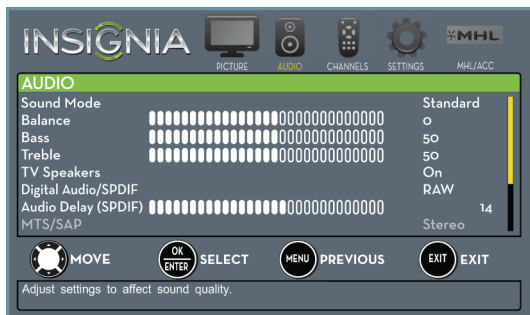 INSIGNIA
MHL
PICTURE AUDIO CHANNELS SETTINGS MHL/ACC
AUDIO
Sound Mode Standard
Balance 0
Bass 50
Treble 50
TV Speakers On
Digital Audio/SPDIF RAW
Audio Delay (SPDIF) 14
MTS/SAP Stereo
MOVE OK ENTER SELECT MENU PREVIOUS EXIT EXIT
Adjust settings to affect sound quality.